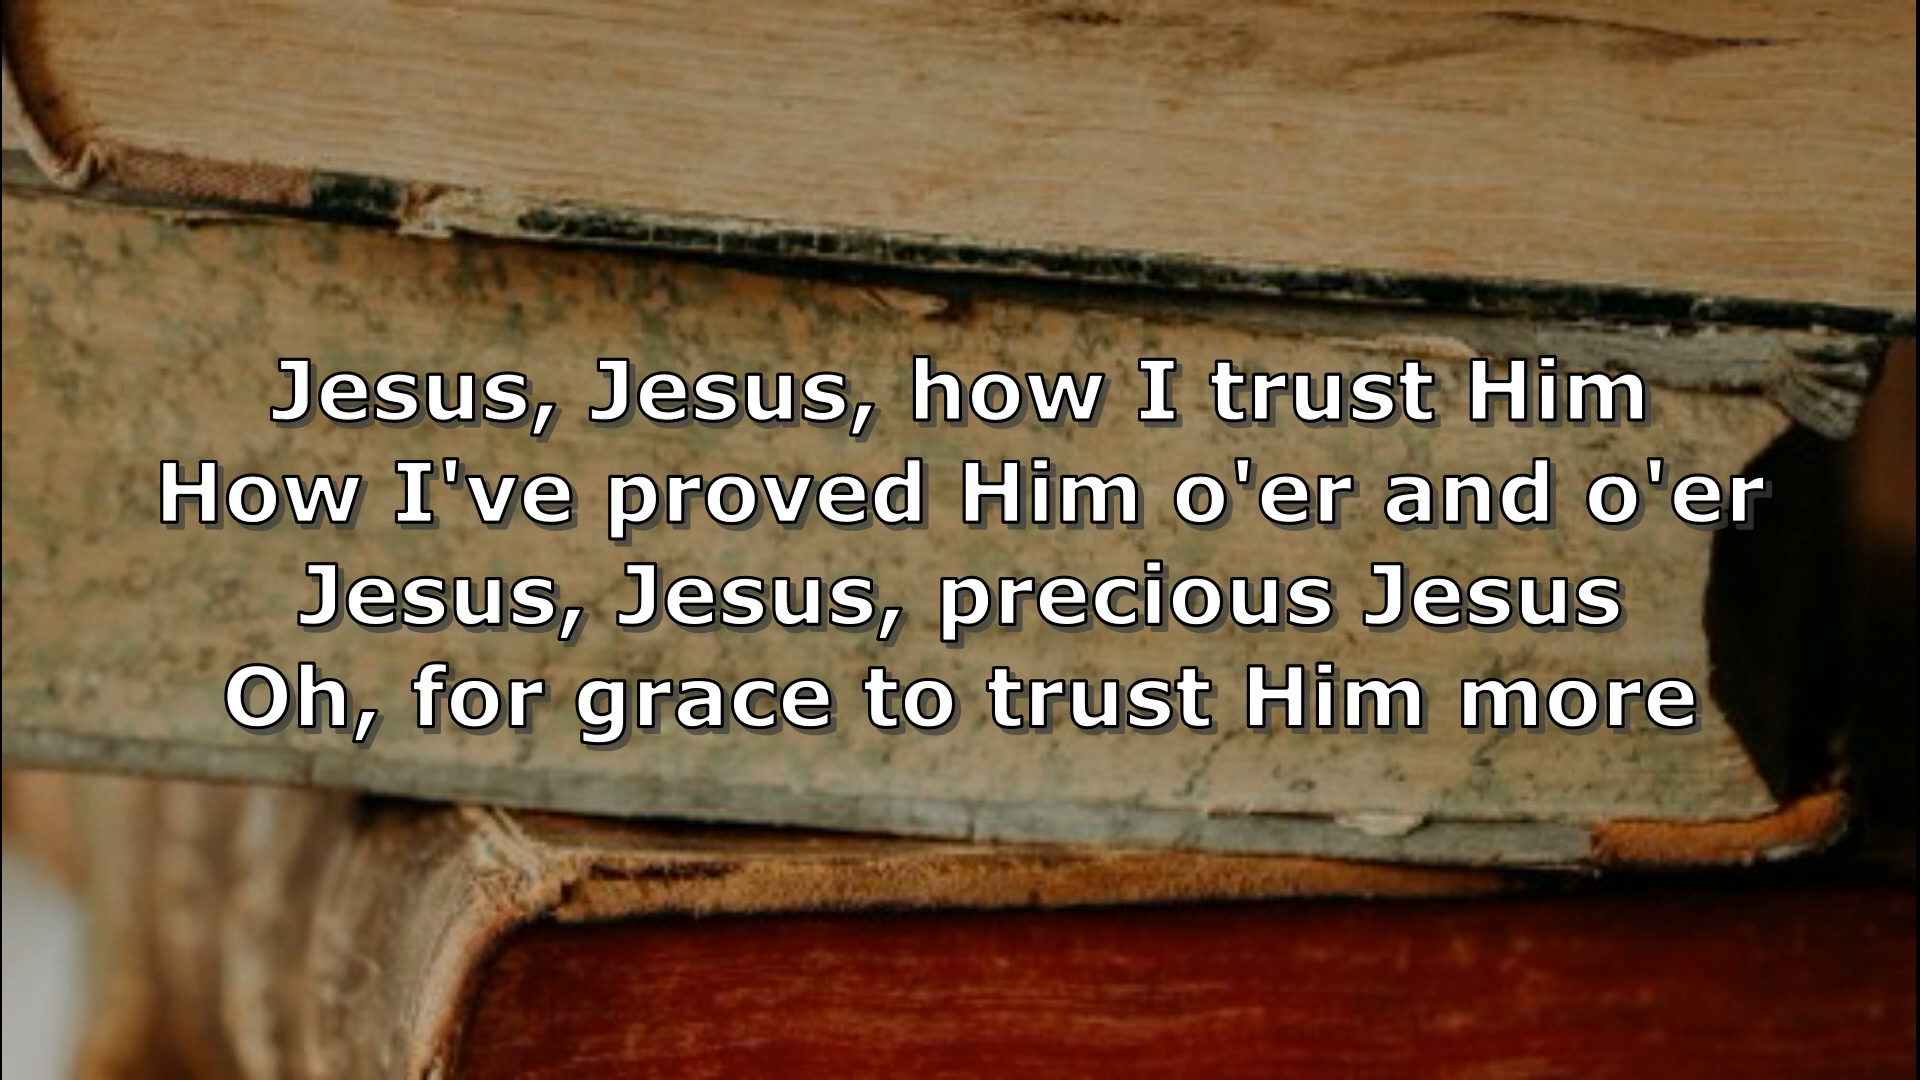 Jesus, Jesus, how I trust Him
How I've proved Him o'er and o'er
Jesus, Jesus, precious Jesus
Oh, for grace to trust Him more